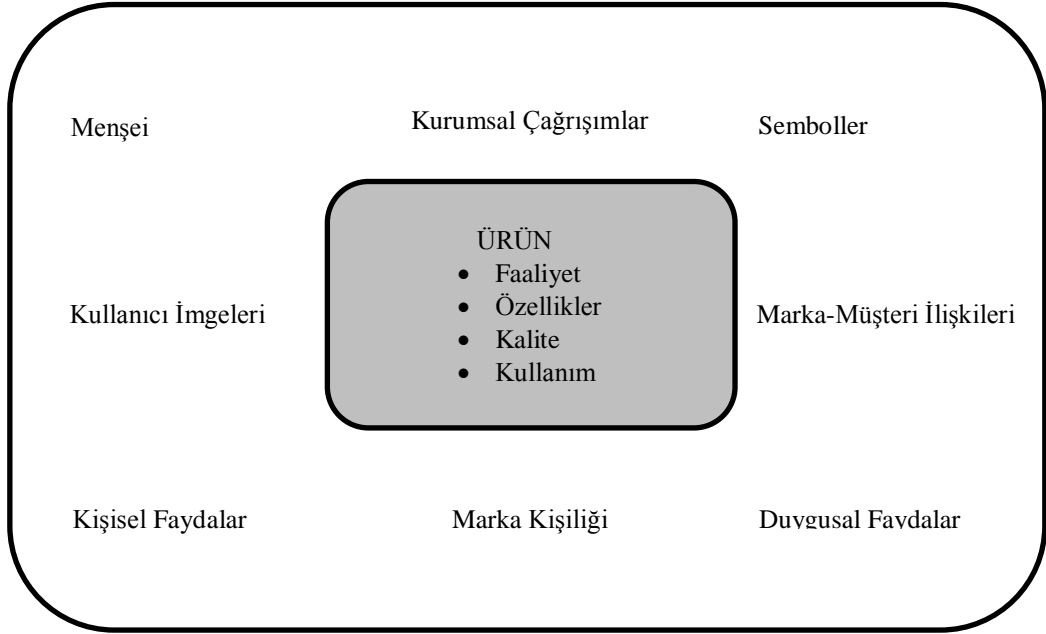 Menşei
Kurumsal Çağrışımlar
Semboller
ÜRÜN
• Faaliyet
• Özellikler
• Kalite
• Kullanım
Kullanıcı İmgeleri
Marka-Müşteri İlişkileri
Kişisel Faydalar
Marka Kişiliği
Duygusal Faydalar